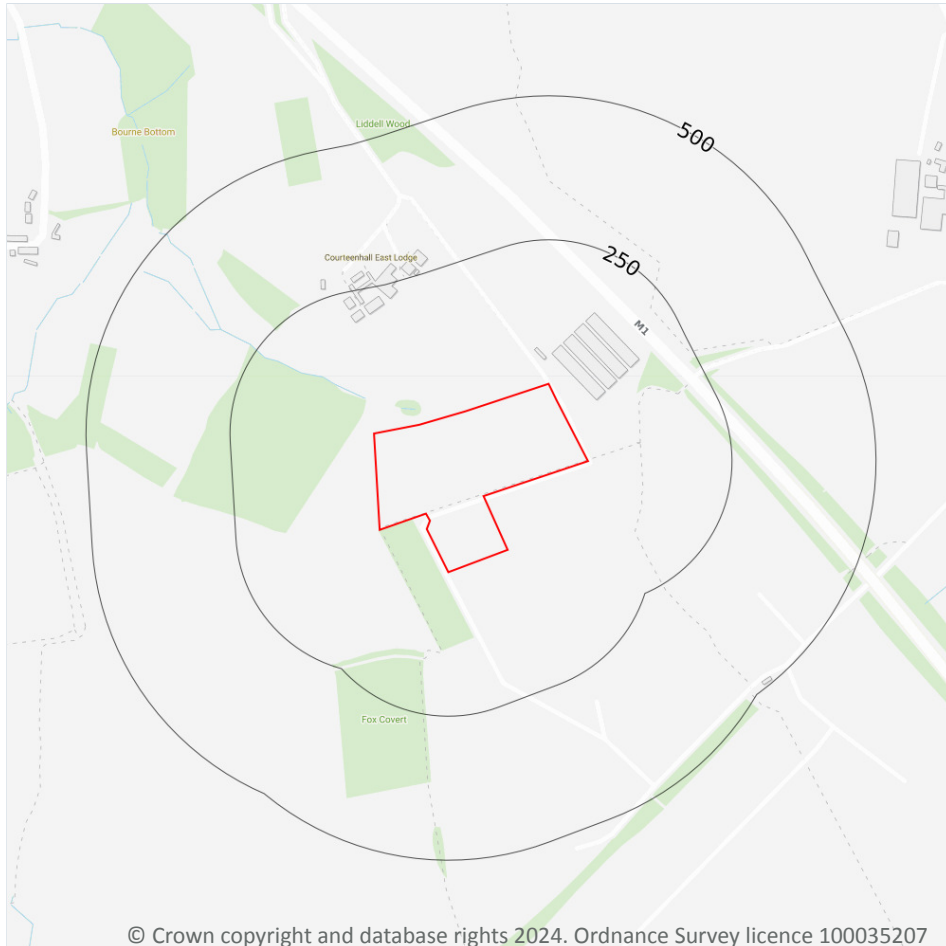 500
Liddell Wood
Bourne Bottom
Courteenhall East Lodge
250
M1
Fox Covert
© Crown copyright and database rights 2024. Ordnance Survey licence 100035207